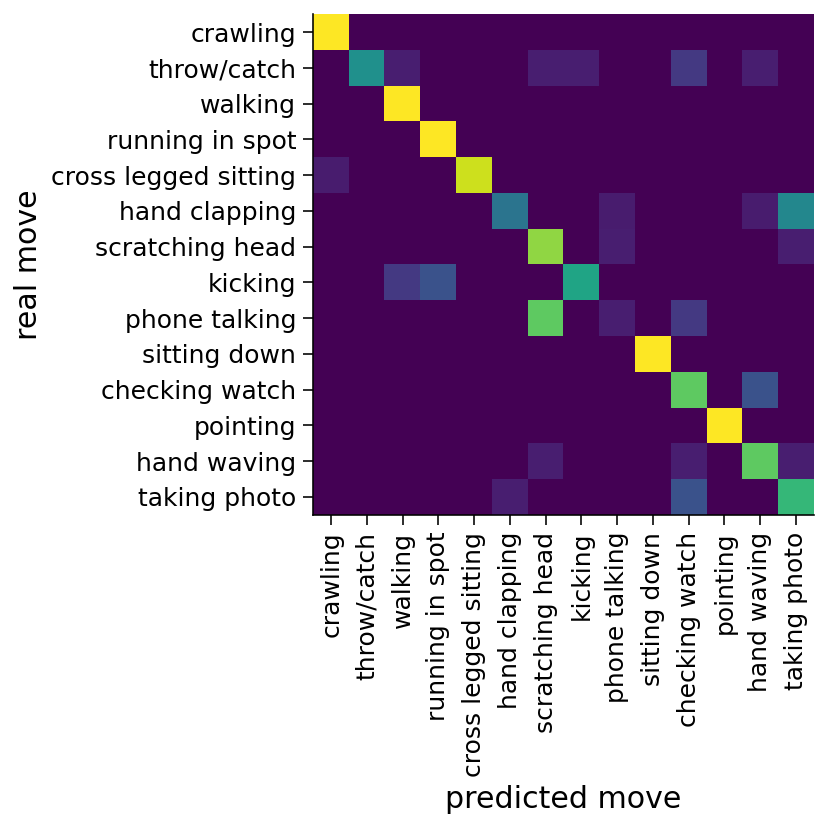 crawling
throw/catch
walking
running in spot
cross legged sitting
hand clapping
scratching head
kicking
phone talking
sitting down
checking watch
pointing
hand waving
taking photo
real move
crawling
throw/catch
walking
running in spot
cross legged sitting
hand clapping
scratching head
kicking
phone talking
sitting down
checking watch
pointing
hand waving
taking photo
predicted move